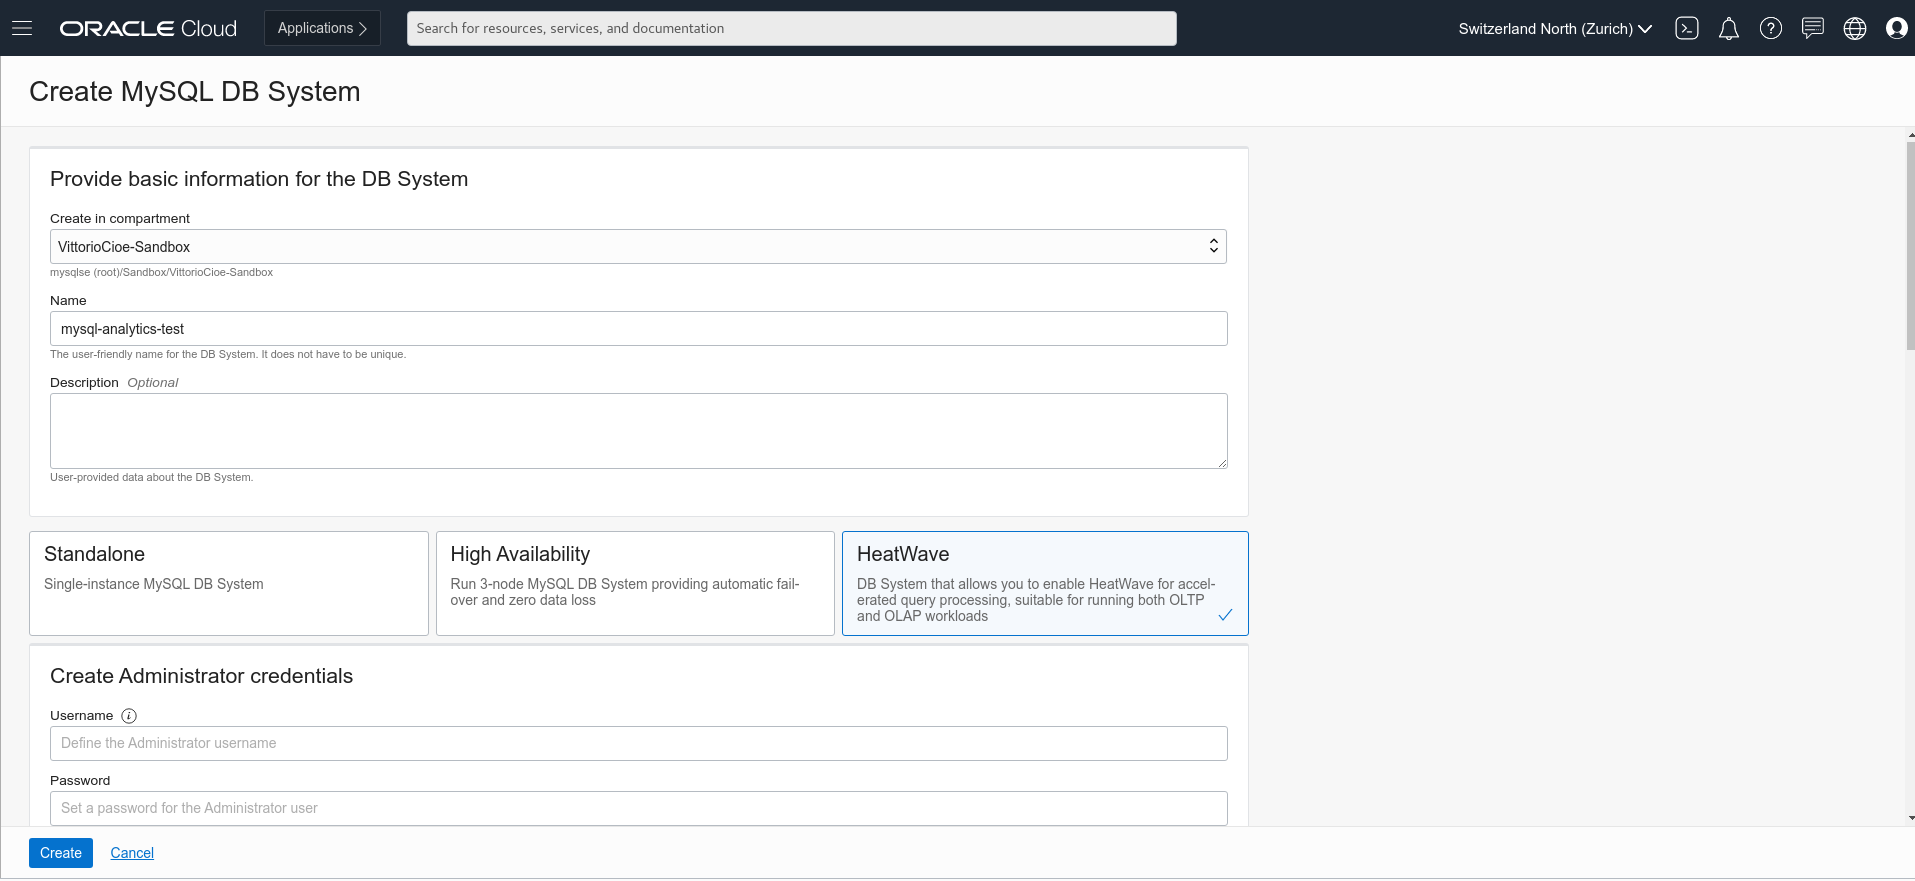 ORACLE Cloud
Applications
Search for resources, services, and documentation
Switzerland North (Zurich)
Create MySQL DB System
Provide basic information for the DB System
Create in compartment
VittorioCioe-Sandbox
mysqlse (root)/Sandbox/VittorioCioe-Sandbox
Name
mysql-analytics-test
The user-friendly name for the DB System. It does not have to be unique.
Description Optional
User-provided data about the DB System.
Standalone
Single-instance MySQL DB System
High Availability
Run 3-node MySQL DB System providing automatic fail-
over and zero data loss
HeatWave
DB System that allows you to enable HeatWave for accel-
erated query processing, suitable for running both OLTP
and OLAP workloads
Create Administrator credentials
Username
Define the Administrator username
Password
Set a password for the Administrator user
Create
Cancel